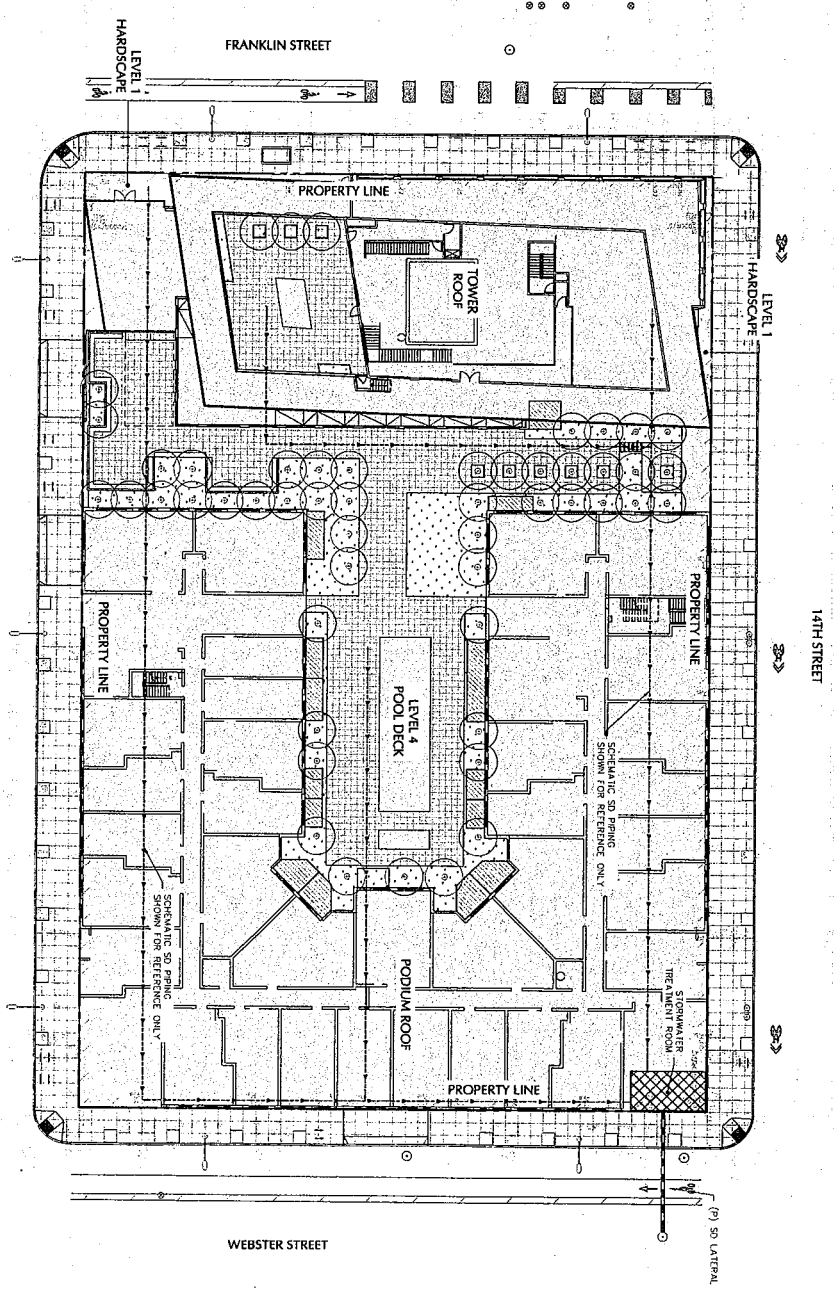 FRANKLIN STREET
LEVEL 1
HARDSCAPE
PROPERTY LINE
TOWER
ROOF
LEVEL 1
HARDSCAPE
14TH STREET
PROPERTY LINE
PROPERTY LINE
LEVEL 4
POOL DECK
SCHEMATIC SD PIPING
SHOWN FOR REFERENCE ONLY
SCHEMATIC SD PIPING
SHOWN FOR REFERENCE ONLY
PODIUM ROOF
STORMWATER
TREATMENT ROOM
PROPERTY LINE
(P) SD LATERAL
WEBSTER STREET